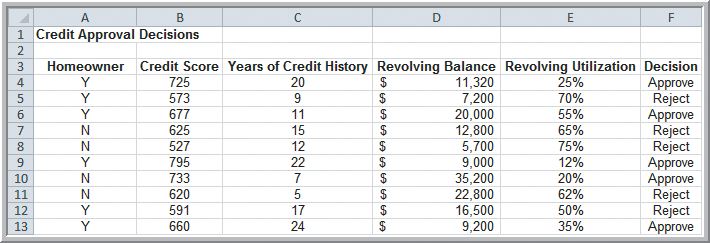 A B C D E F
1 Credit Approval Decisions
2
3 Homeowner Credit Score Years of Credit History Revolving Balance Revolving Utilization Decision
4 Y 725 20 $ 11,320 25% Approve
5 Y 573 9 $ 7,200 70% Reject
6 Y 677 11 $ 20,000 55% Approve
7 N 625 15 $ 12,800 65% Reject
8 N 527 12 $ 5,700 75% Reject
9 Y 795 22 $ 9,000 12% Approve
10 N 733 7 $ 35,200 20% Approve
11 N 620 5 $ 22,800 62% Reject
12 Y 591 17 $ 16,500 50% Reject
13 Y 660 24 $ 9,200 35% Approve